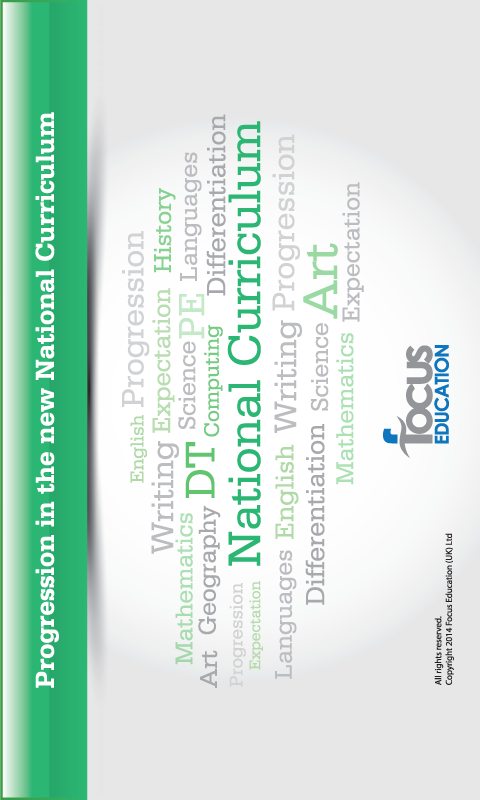 Progression in the new National Curriculum
English Progression
Writing Expectation History
Mathematics Science PE Languages
Art Geography DT Computing Differentiation
Progression National Curriculum
Expectation
Languages English Writing Progression
Differentiation Science Art
Mathematics Expectation
focus
EDUCATION
All rights reserved.
Copyright 2014 Focus Education (UK) Ltd